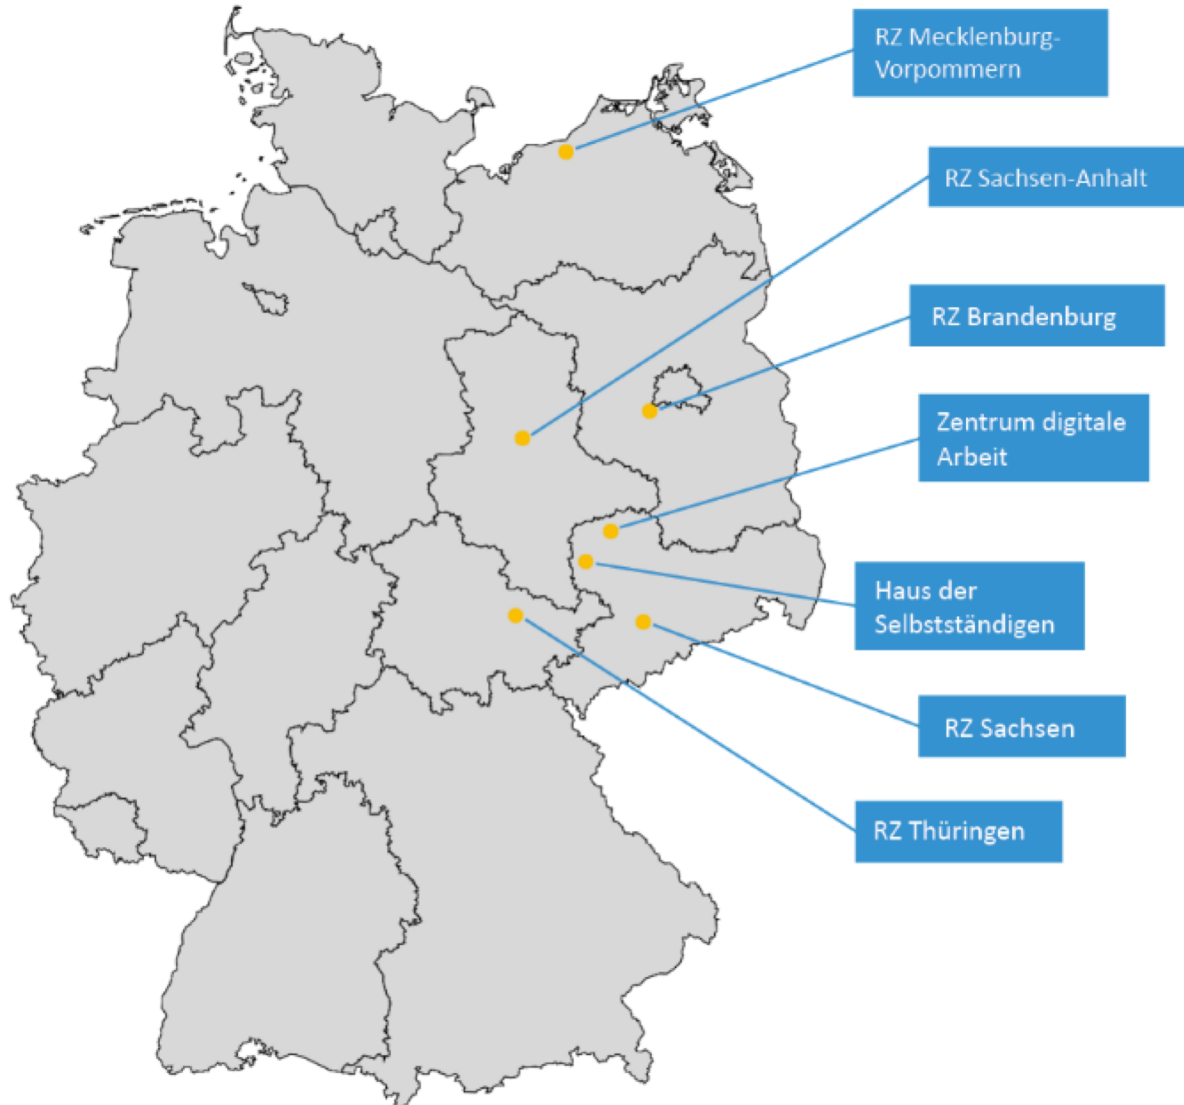 RZ Mecklenburg-
Vorpommern
RZ Sachsen-Anhalt
RZ Brandenburg
Zentrum digitale
Arbeit
Haus der
Selbstständigen
RZ Sachsen
RZ Thüringen